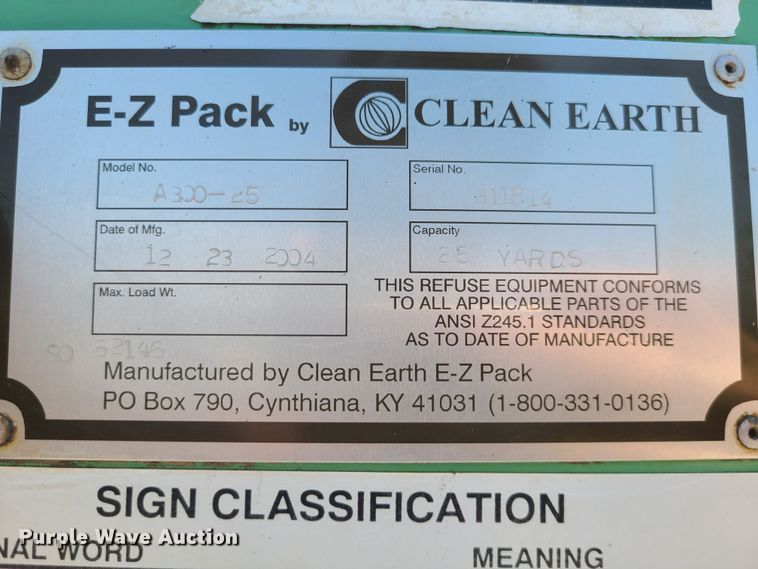 E-Z Pack by CLEAN EARTH
Model No.
A300-25
Serial No.
311814
Date of Mfg.
12 23 2004
Capacity
25 YARDS
Max. Load Wt.
THIS REFUSE EQUIPMENT CONFORMS
TO ALL APPLICABLE PARTS OF THE
ANSI Z245.1 STANDARDS
AS TO DATE OF MANUFACTURE
SO 52146
Manufactured by Clean Earth E-Z Pack
PO Box 790, Cynthiana, KY 41031 (1-800-331-0136)
SIGN CLASSIFICATION
NAL WORD
MEANING
Purple Wave Auction